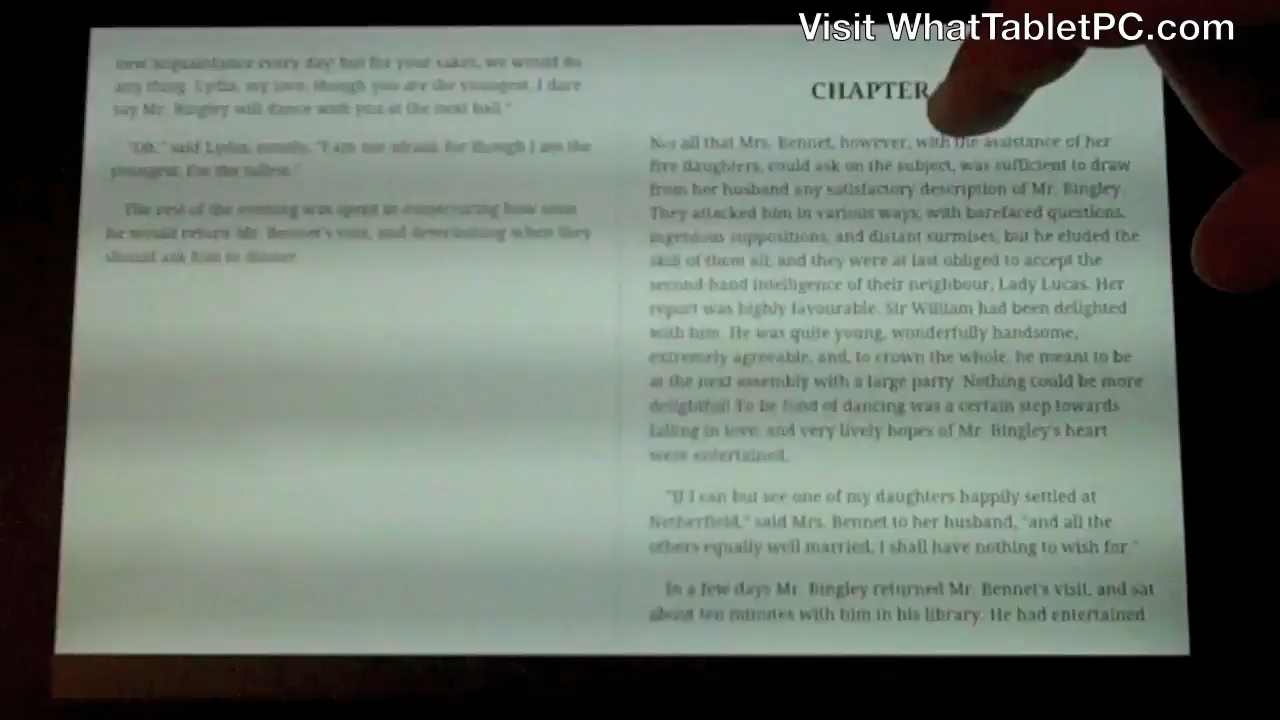 Visit WhatTabletPC.com
new acquaintance every day; but for your sakes, we would do
any thing. Lydia, my love, though you are the youngest, I dare
say Mr. Bingley will dance with you at the next ball."
"Oh," said Lydia, stoutly, "I am not afraid; for though I am the
youngest, I'm the tallest."
The rest of the evening was spent in conjecturing how soon
he would return Mr. Bennet's visit, and determining when they
should ask him to dinner.
CHAPTER
Not all that Mrs. Bennet, however, with the assistance of her
five daughters, could ask on the subject, was sufficient to draw
from her husband any satisfactory description of Mr. Bingley.
They attacked him in various ways; with barefaced questions,
ingenious suppositions, and distant surmises; but he eluded the
skill of them all; and they were at last obliged to accept the
second-hand intelligence of their neighbour, Lady Lucas. Her
report was highly favourable. Sir William had been delighted
with him. He was quite young, wonderfully handsome,
extremely agreeable, and, to crown the whole, he meant to be
at the next assembly with a large party. Nothing could be more
delightful! To be fond of dancing was a certain step towards
falling in love; and very lively hopes of Mr. Bingley's heart
were entertained.
"If I can but see one of my daughters happily settled at
Netherfield," said Mrs. Bennet to her husband, "and all the
others equally well married, I shall have nothing to wish for."
In a few days Mr. Bingley returned Mr. Bennet's visit, and sat
about ten minutes with him in his library. He had entertained